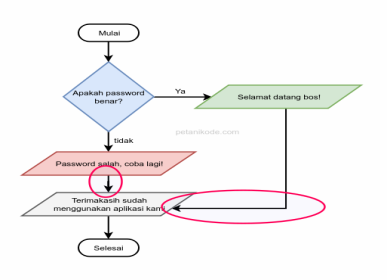 Mulai
Apakah password
benar?
Ya
Selamat datang bos!
petanikode.com
tidak
Password salah, coba lagi!
Terimakasih sudah
menggunakan aplikasi kami
Selesai